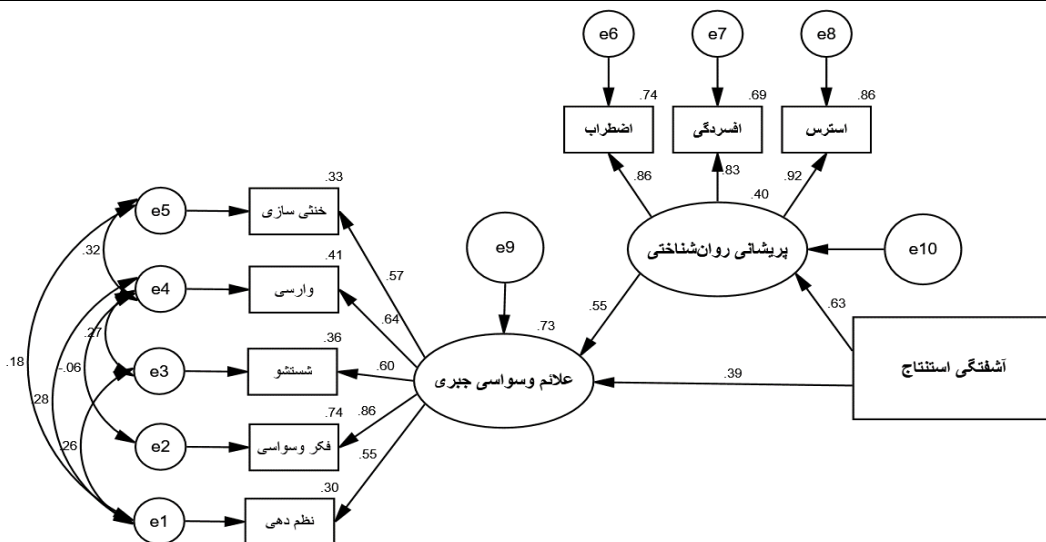 e6
e7
e8
.74
.69
.86
اضطراب
افسردگی
استرس
.86
.83
.92
.40
پریشانی روان‌شناختی
e10
.33
e5
خنثی سازی
e9
.32
.41
.57
.55
.63
e4
وارسی
.64
.27
.36
.73
آشفتگی استنتاج
.18
-.06
e3
شستشو
.60
علائم وسواسی جبری
.39
.28
.74
.86
.26
e2
فکر وسواسی
.55
.30
e1
نظم دهی